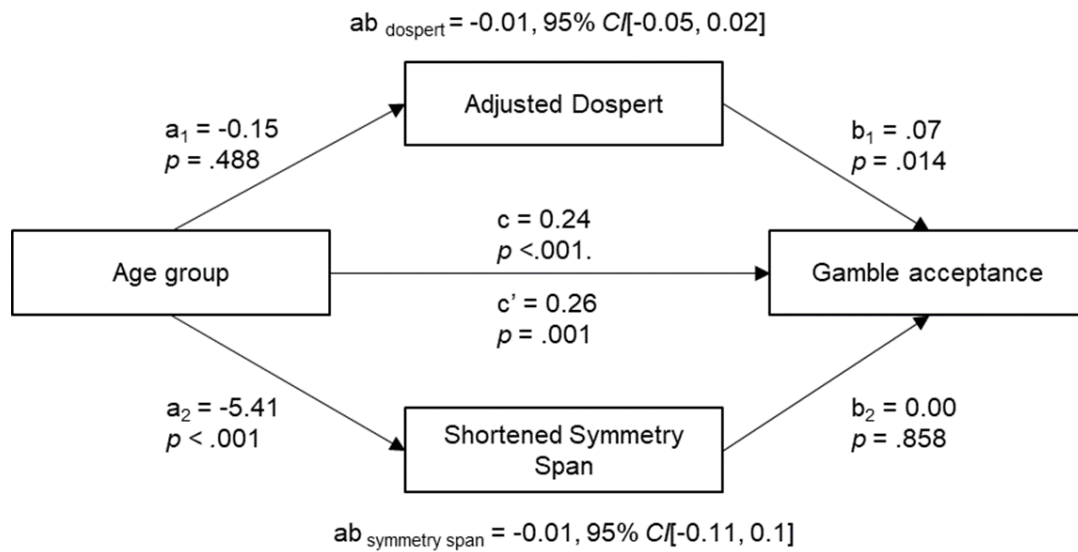 ab dospert = -0.01, 95% CI[-0.05, 0.02]
Adjusted Dospert
a1 = -0.15
p = .488
b1 = .07
p = .014
c = 0.24
p <.001.
Age group
Gamble acceptance
c’ = 0.26
p = .001
a2 = -5.41
p < .001
b2 = 0.00
p = .858
Shortened Symmetry
Span
ab symmetry span = -0.01, 95% CI[-0.11, 0.1]